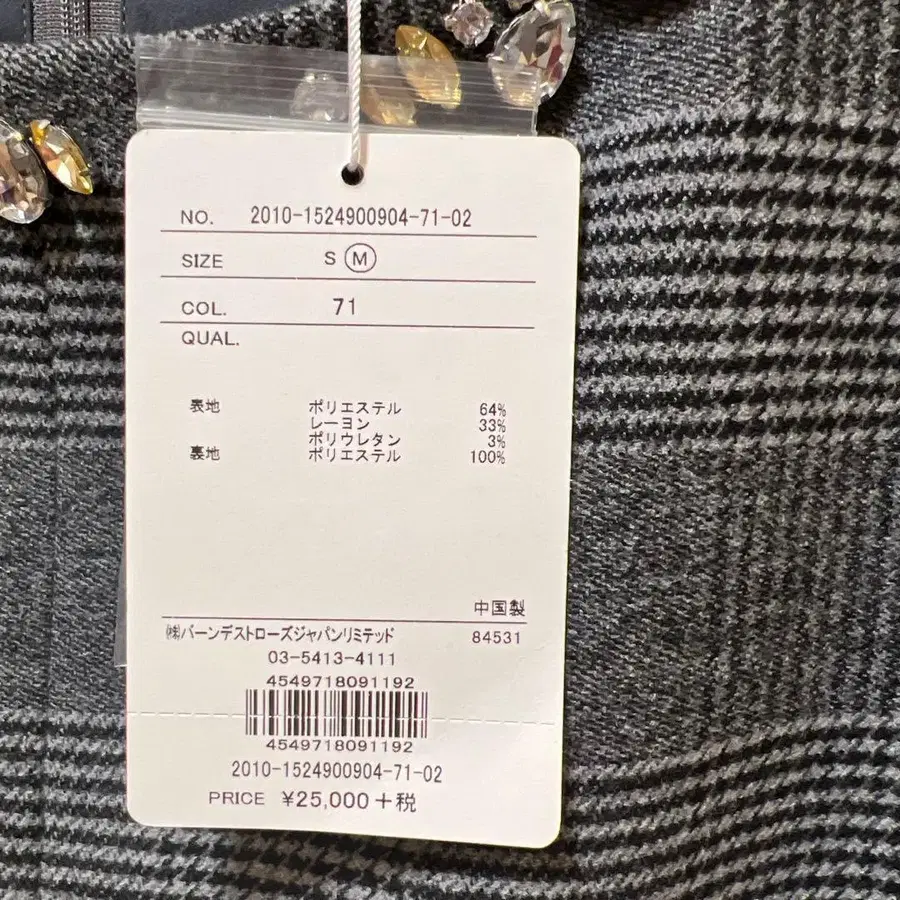 NO. 2010-1524900904-71-02
SIZE S Ⓜ
COL. 71
QUAL.
表地 ポリエステル 64%
レーヨン 33%
ポリウレタン 3%
裏地 ポリエステル 100%
中国製
㈱バーンデストローズジャパンリミテッド 84531
03-5413-4111
4549718091192
4549718091192
2010-1524900904-71-02
PRICE ¥25,000+税